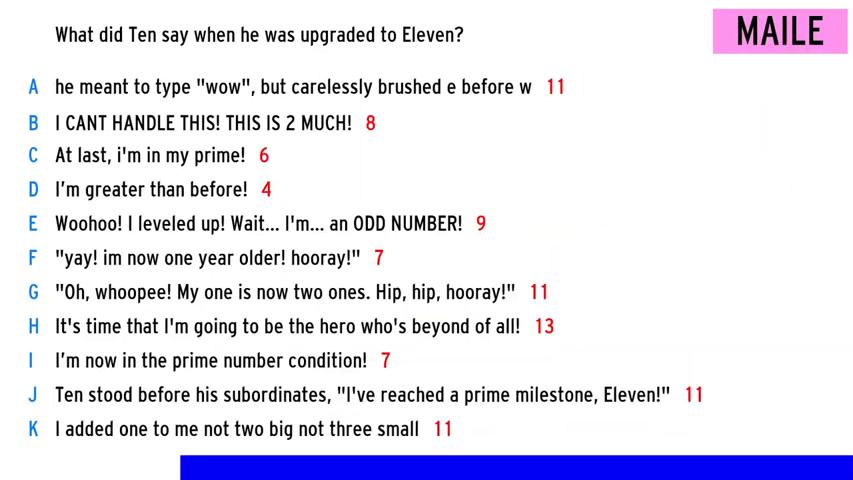 What did Ten say when he was upgraded to Eleven?
MAILE
A he meant to type "wow", but carelessly brushed e before w 11
B I CANT HANDLE THIS! THIS IS 2 MUCH! 8
C At last, i'm in my prime! 6
D I'm greater than before! 4
E Woohoo! I leveled up! Wait... I'm... an ODD NUMBER! 9
F "yay! im now one year older! hooray!" 7
G "Oh, whoopee! My one is now two ones. Hip, hip, hooray!" 11
H It's time that I'm going to be the hero who's beyond of all! 13
I I'm now in the prime number condition! 7
J Ten stood before his subordinates, "I've reached a prime milestone, Eleven!" 11
K I added one to me not two big not three small 11